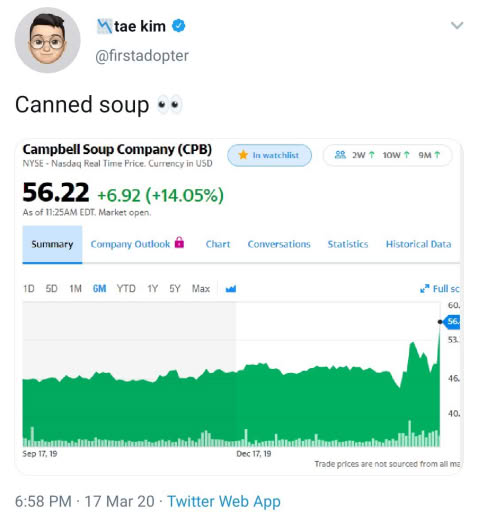 tae kim
@firstadopter
Canned soup 👀
Campbell Soup Company (CPB)
NYSE - Nasdaq Real Time Price. Currency in USD
In watchlist
2W ↑ 10W ↑ 9M ↑
56.22 +6.92 (+14.05%)
As of 11:25AM EDT. Market open.
Summary Company Outlook Chart Conversations Statistics Historical Data
1D 5D 1M 6M YTD 1Y 5Y Max
Full sc
60.
56.
53.
46.
40.
Sep 17, 19 Dec 17, 19
Trade prices are not sourced from all ma
6:58 PM · 17 Mar 20 · Twitter Web App